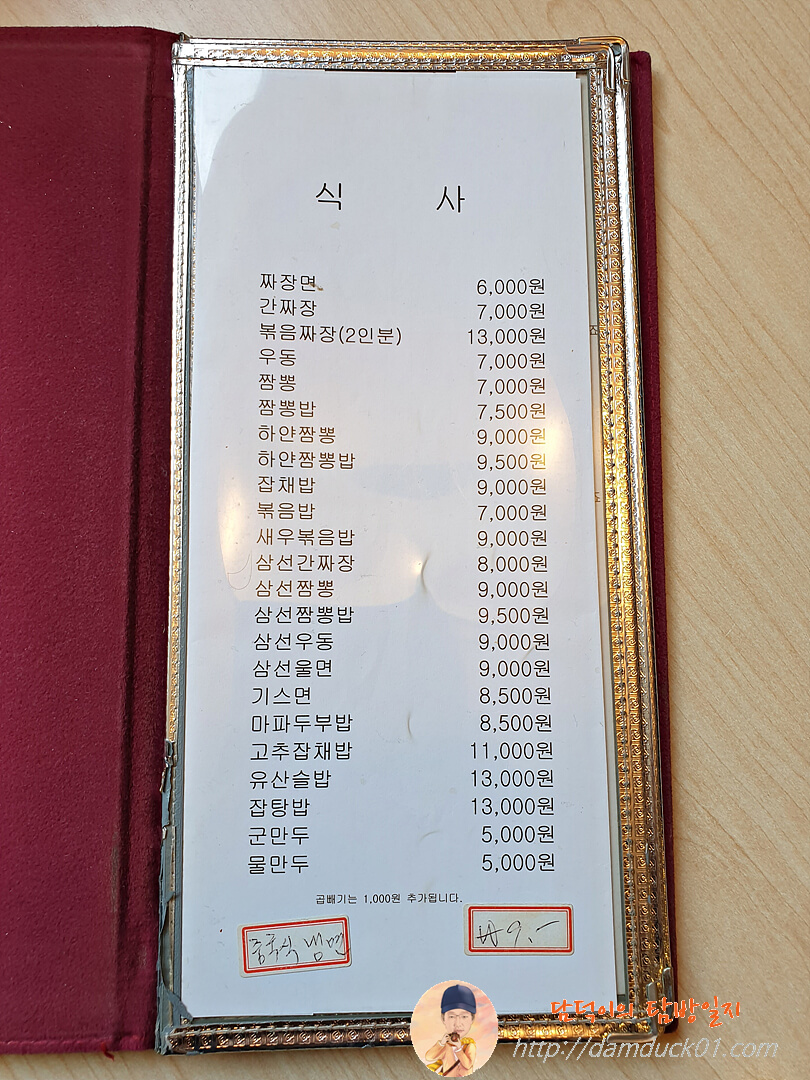 식 사
짜장면 6,000원
간짜장 7,000원
볶음짜장(2인분) 13,000원
우동 7,000원
짬뽕 7,000원
짬뽕밥 7,500원
하얀짬뽕 9,000원
하얀짬뽕밥 9,500원
잡채밥 9,000원
볶음밥 7,000원
새우볶음밥 9,000원
삼선간짜장 8,000원
삼선짬뽕 9,000원
삼선짬뽕밥 9,500원
삼선우동 9,000원
삼선울면 9,000원
기스면 8,500원
마파두부밥 8,500원
고추잡채밥 11,000원
유산슬밥 13,000원
잡탕밥 13,000원
군만두 5,000원
물만두 5,000원
곱빼기는 1,000원 추가됩니다.
중국식 냉면 ₩9.-
담덕이의 탐방일지
http://damduck01.com